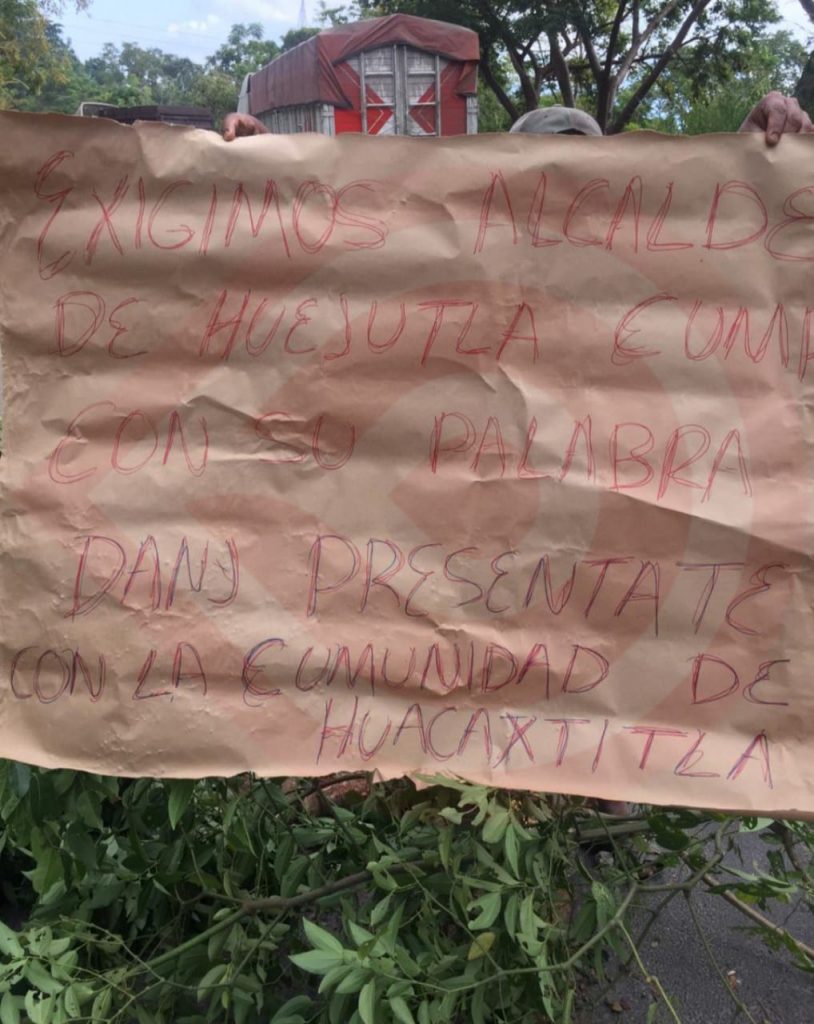 EXIGIMOS ALCALDE
DE HUEJUTLA CUMP
CON SU PALABRA
DANY PRESENTATE
CON LA COMUNIDAD DE
HUACAXTITLA